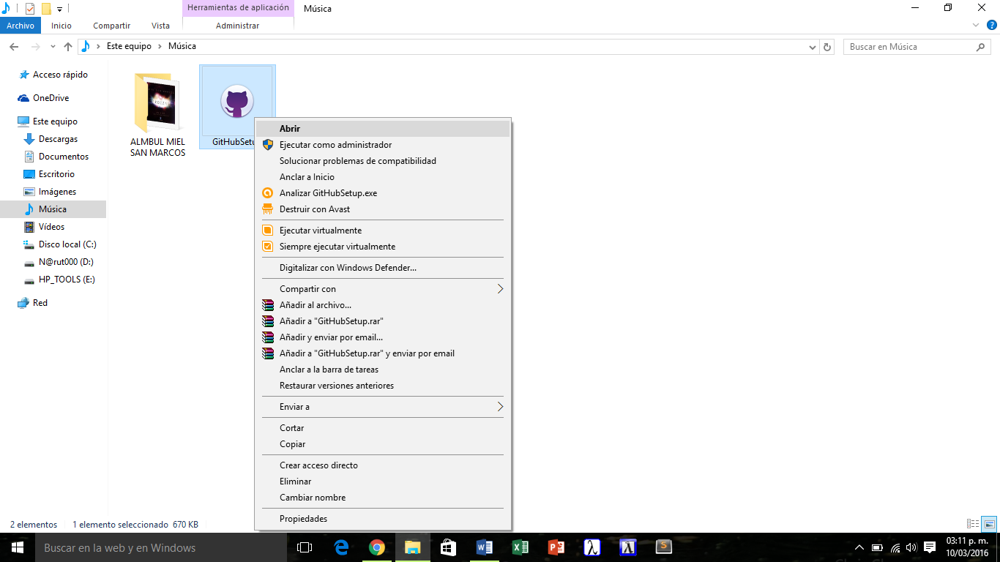 Herramientas de aplicación
Música
Archivo
Inicio
Compartir
Vista
Administrar
Este equipo
Música
Buscar en Música
Acceso rápido
OneDrive
Este equipo
Descargas
Documentos
Escritorio
Imágenes
Música
Vídeos
Disco local (C:)
N@rut000 (D:)
HP_TOOLS (E:)
Red
ALMBUL MIEL
SAN MARCOS
GitHubSetu
Abrir
Ejecutar como administrador
Solucionar problemas de compatibilidad
Anclar a Inicio
Analizar GitHubSetup.exe
Destruir con Avast
Ejecutar virtualmente
Siempre ejecutar virtualmente
Digitalizar con Windows Defender...
Compartir con
Añadir al archivo...
Añadir a "GitHubSetup.rar"
Añadir y enviar por email...
Añadir a "GitHubSetup.rar" y enviar por email
Anclar a la barra de tareas
Restaurar versiones anteriores
Enviar a
Cortar
Copiar
Crear acceso directo
Eliminar
Cambiar nombre
Propiedades
2 elementos
1 elemento seleccionado 670 KB
Buscar en la web y en Windows
03:11 p. m.
10/03/2016